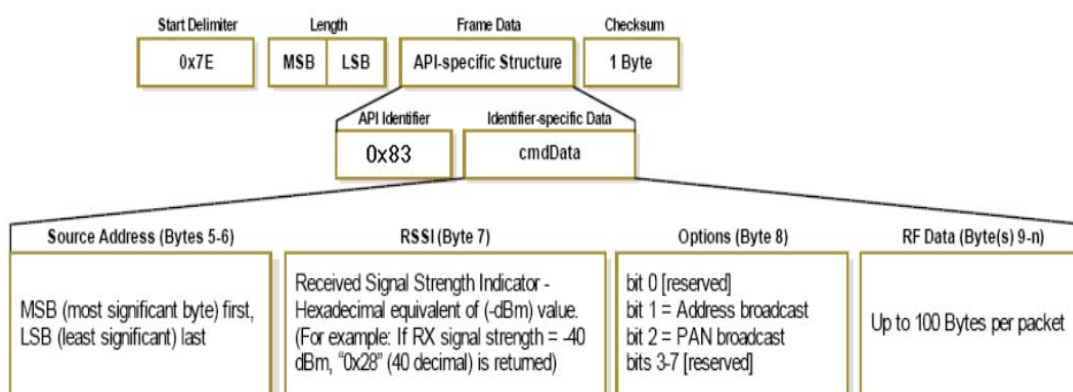 Start Delimiter
Length
Frame Data
Checksum
0x7E
MSB
LSB
API-specific Structure
1 Byte
API Identifier
Identifier-specific Data
0x83
cmdData
Source Address (Bytes 5-6)
MSB (most significant byte) first,
LSB (least significant) last
RSSI (Byte 7)
Received Signal Strength Indicator -
Hexadecimal equivalent of (-dBm) value.
(For example: If RX signal strength = -40
dBm, "0x28" (40 decimal) is returned)
Options (Byte 8)
bit 0 [reserved]
bit 1 = Address broadcast
bit 2 = PAN broadcast
bits 3-7 [reserved]
RF Data (Byte(s) 9-n)
Up to 100 Bytes per packet